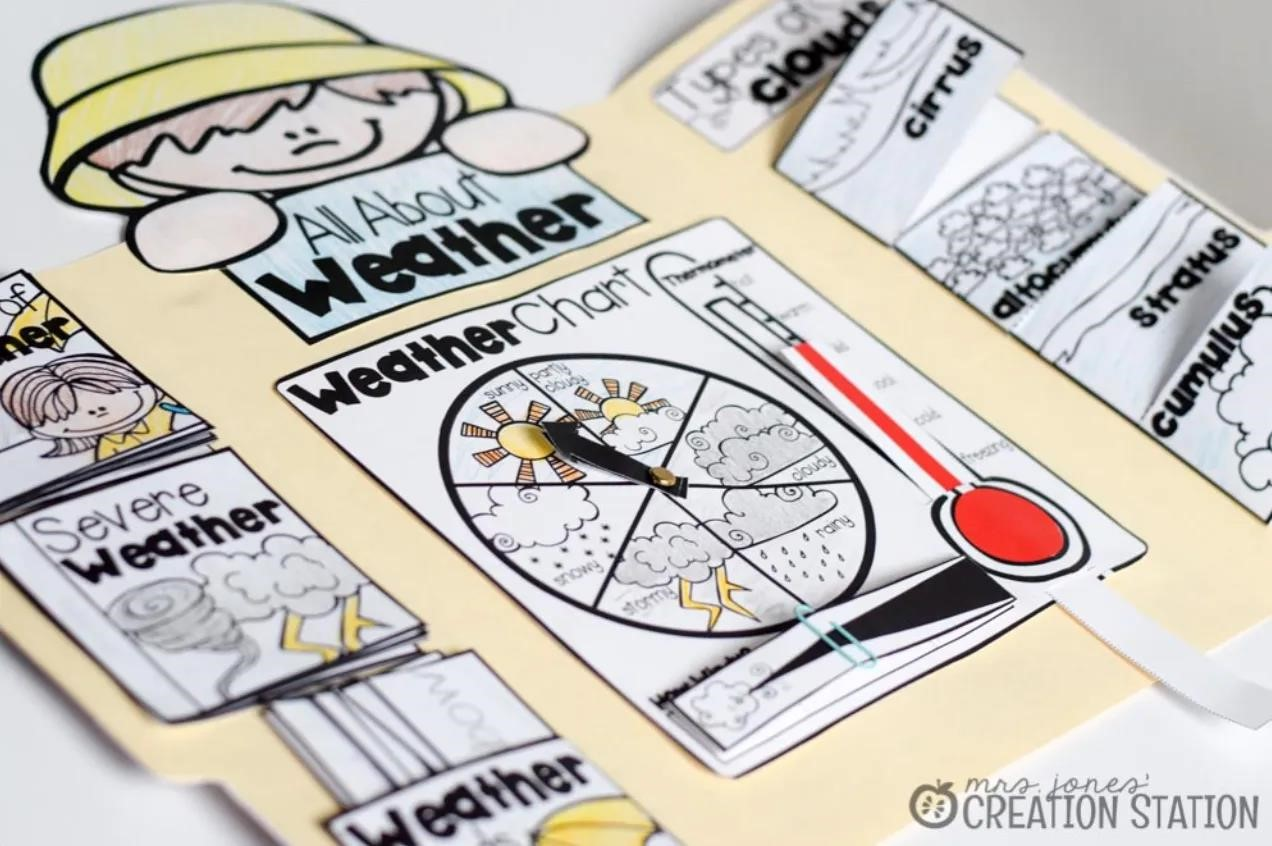 All About
Weather
Types of
clouds
cirrus
altocumulus
Stratus
cumulus
Weather Chart
Thermometer
hot
warm
cool
cold
freezing
sunny
partly
cloudy
cloudy
rainy
stormy
snowy
of
Severe
Weather
Weather
mrs. jones'
CREATION STATION